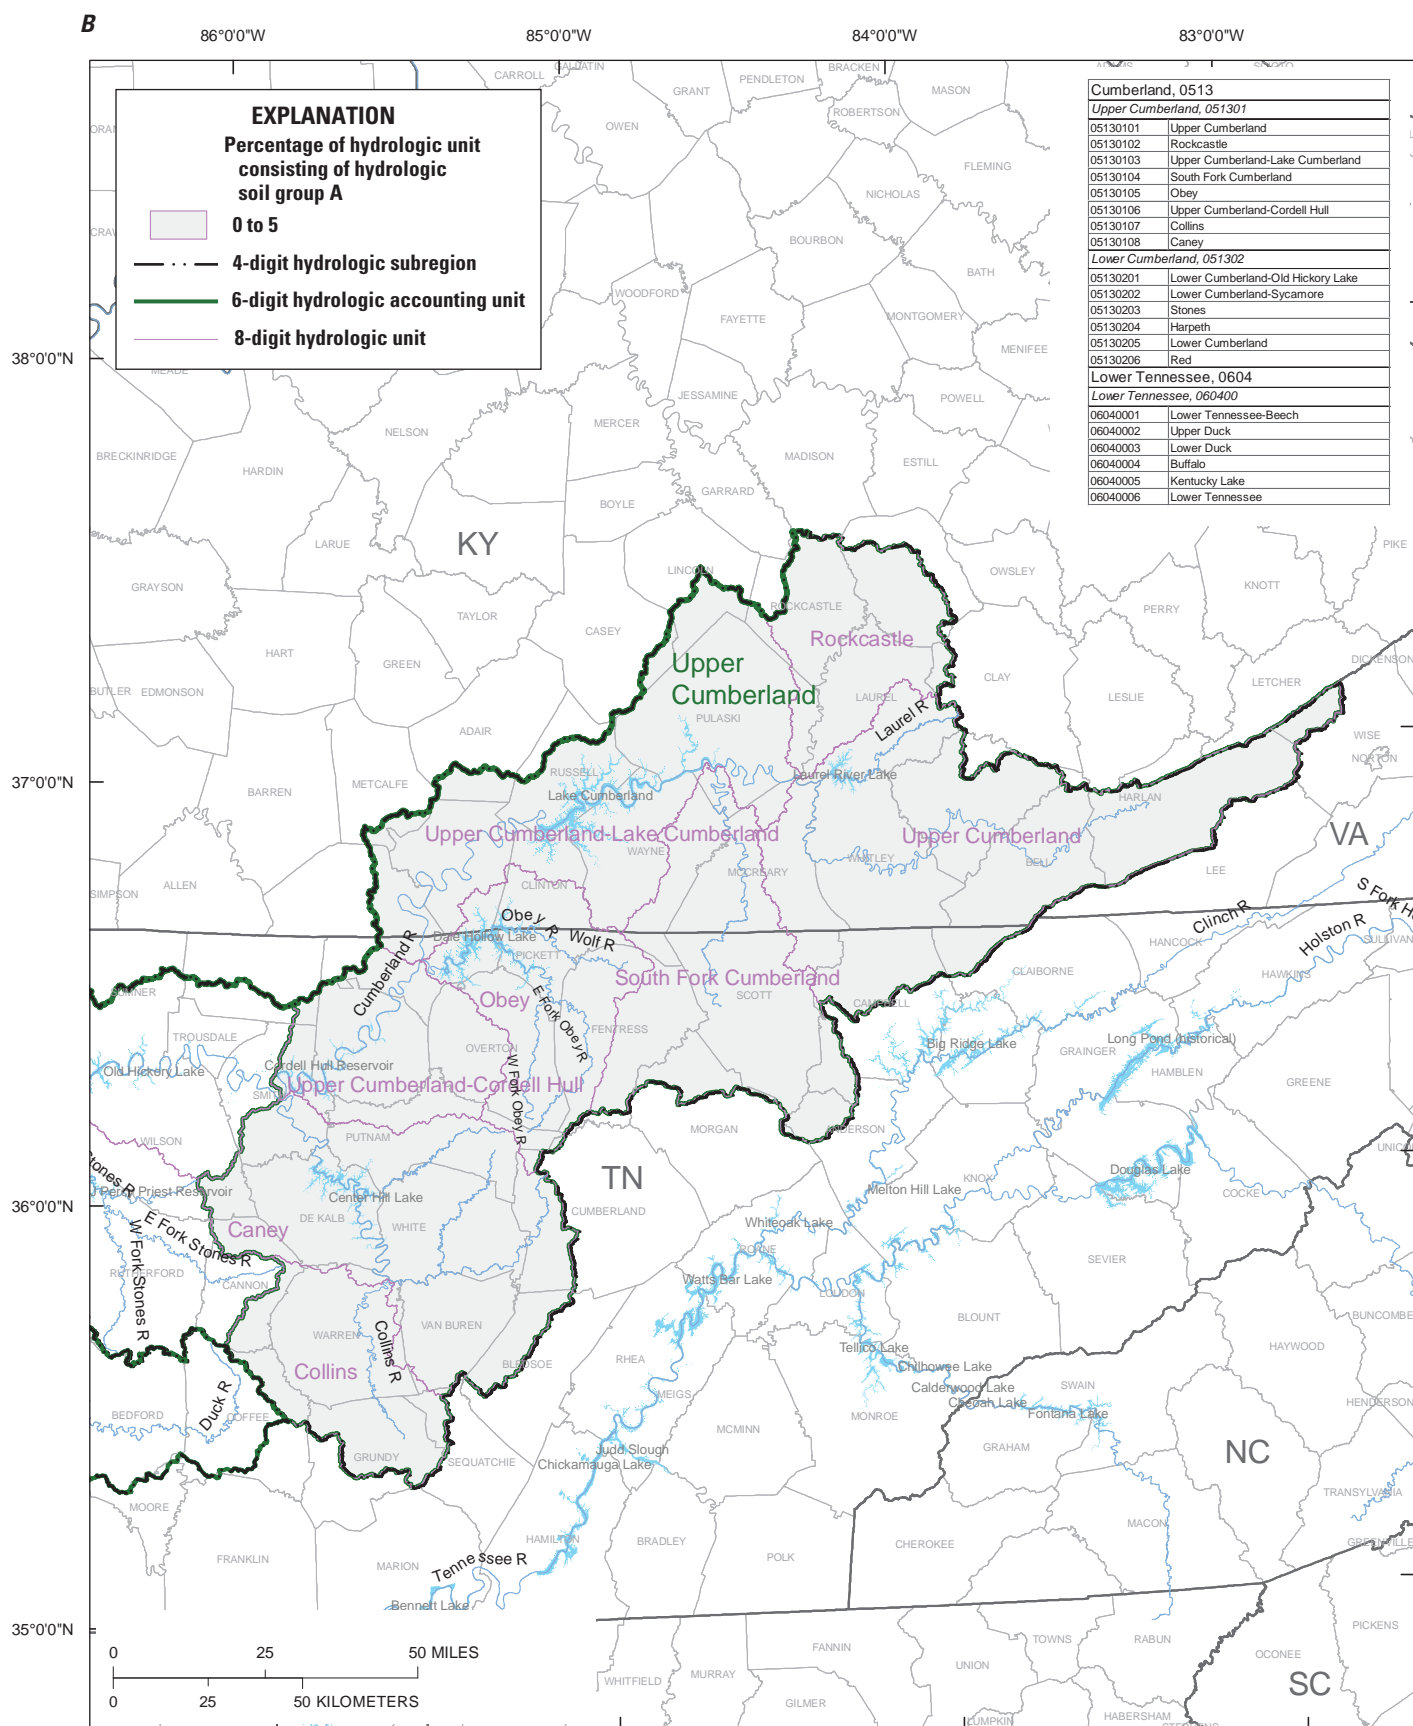 B
86°0'0"W
85°0'0"W
84°0'0"W
83°0'0"W
38°0'0"N
37°0'0"N
36°0'0"N
35°0'0"N
EXPLANATION
Percentage of hydrologic unit
consisting of hydrologic
soil group A
0 to 5
4-digit hydrologic subregion
6-digit hydrologic accounting unit
8-digit hydrologic unit
Cumberland, 0513
Upper Cumberland, 051301
05130101 Upper Cumberland
05130102 Rockcastle
05130103 Upper Cumberland-Lake Cumberland
05130104 South Fork Cumberland
05130105 Obey
05130106 Upper Cumberland-Cordell Hull
05130107 Collins
05130108 Caney
Lower Cumberland, 051302
05130201 Lower Cumberland-Old Hickory Lake
05130202 Lower Cumberland-Sycamore
05130203 Stones
05130204 Harpeth
05130205 Lower Cumberland
05130206 Red
Lower Tennessee, 0604
Lower Tennessee, 060400
06040001 Lower Tennessee-Beech
06040002 Upper Duck
06040003 Lower Duck
06040004 Buffalo
06040005 Kentucky Lake
06040006 Lower Tennessee
CARROLL
GALLATIN
GRANT
PENDLETON
BRACKEN
MASON
ROBERTSON
OWEN
FLEMING
NICHOLAS
BOURBON
BATH
WOODFORD
FAYETTE
MONTGOMERY
MENIFEE
MEADE
JESSAMINE
POWELL
NELSON
MERCER
BRECKINRIDGE
HARDIN
MADISON
ESTILL
GARRARD
BOYLE
LARUE
KY
PIKE
LINCOLN
OWSLEY
KNOTT
GRAYSON
ROCKCASTLE
PERRY
TAYLOR
CASEY
Rockcastle
HART
GREEN
Upper
Cumberland
DICKENSON
BUTLER
EDMONSON
CLAY
LETCHER
LESLIE
LAUREL
PULASKI
Laurel R
ADAIR
WISE
NORTON
RUSSELL
Laurel River Lake
METCALFE
BARREN
Lake Cumberland
HARLAN
Upper Cumberland-Lake Cumberland
Upper Cumberland
VA
WAYNE
WHITLEY
BELL
MCCREARY
LEE
ALLEN
SIMPSON
CLINTON
S Fork H
Obey R
Clinch R
Holston R
Dale Hollow Lake
Wolf R
HANCOCK
SULLIVAN
PICKETT
Cumberland R
CLAIBORNE
HAWKINS
South Fork Cumberland
SUMNER
Obey
SCOTT
CAMPBELL
E Fork Obey R
FENTRESS
TROUSDALE
Big Ridge Lake
Long Pond (historical)
OVERTON
GRAINGER
Cordell Hull Reservoir
Old Hickory Lake
HAMBLEN
Upper Cumberland-Cordell Hull
GREENE
SMITH
W Fork Obey R
WILSON
PUTNAM
MORGAN
ANDERSON
Stones R
TN
Douglas Lake
J Percy Priest Reservoir
Center Hill Lake
KNOX
Melton Hill Lake
COCKE
DE KALB
WHITE
CUMBERLAND
Caney
Whiteoak Lake
E Fork Stones R
W Fork Stones R
ROANE
SEVIER
RUTHERFORD
CANNON
Watts Bar Lake
LOUDON
BUNCOMBE
BLOUNT
WARREN
VAN BUREN
Collins R
HAYWOOD
Tellico Lake
RHEA
BLEDSOE
Chilhowee Lake
Collins
Calderwood Lake
SWAIN
MEIGS
Cheoah Lake
HENDERSON
Fontana Lake
BEDFORD
Duck R
COFFEE
MONROE
MCMINN
GRAHAM
NC
Judd Slough
Chickamauga Lake
GRUNDY
SEQUATCHIE
TRANSYLVANIA
MOORE
MACON
HAMILTON
BRADLEY
CHEROKEE
GREENVILLE
FRANKLIN
MARION
POLK
Tennessee R
Bennett Lake
PICKENS
FANNIN
TOWNS
RABUN
OCONEE
UNION
WHITFIELD
MURRAY
SC
GILMER
HABERSHAM
LUMPKIN
0 25 50 MILES
0 25 50 KILOMETERS